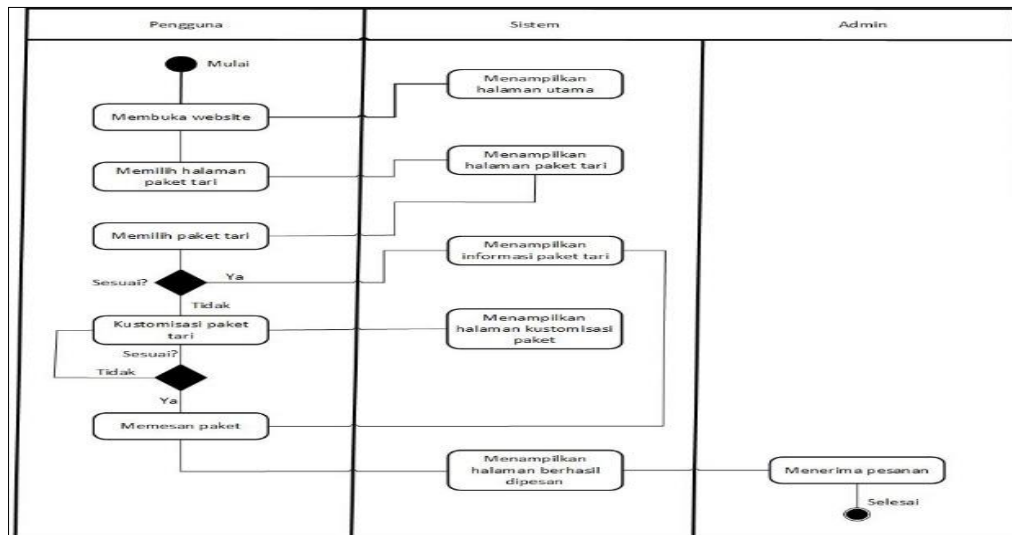 Pengguna
Sistem
Admin
Mulai
Menampilkan
halaman utama
Membuka website
Menampilkan
halaman paket tari
Memilih halaman
paket tari
Memilih paket tari
Menampilkan
informasi paket tari
Sesuai?
Ya
Tidak
Kustomisasi paket
tari
Menampilkan
halaman kustomisasi
paket
Sesuai?
Tidak
Ya
Memesan paket
Menampilkan
halaman berhasil
dipesan
Menerima pesanan
Selesai